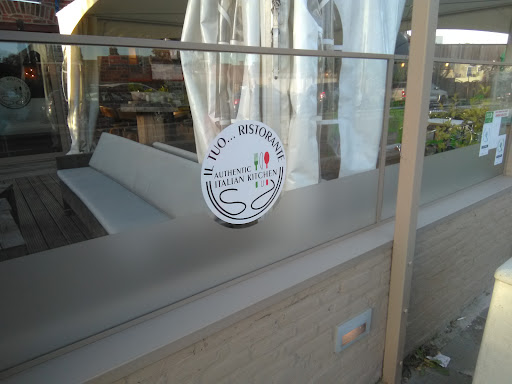 IL TUO... RISTORANTE
AUTHENTIC
ITALIAN KITCHEN